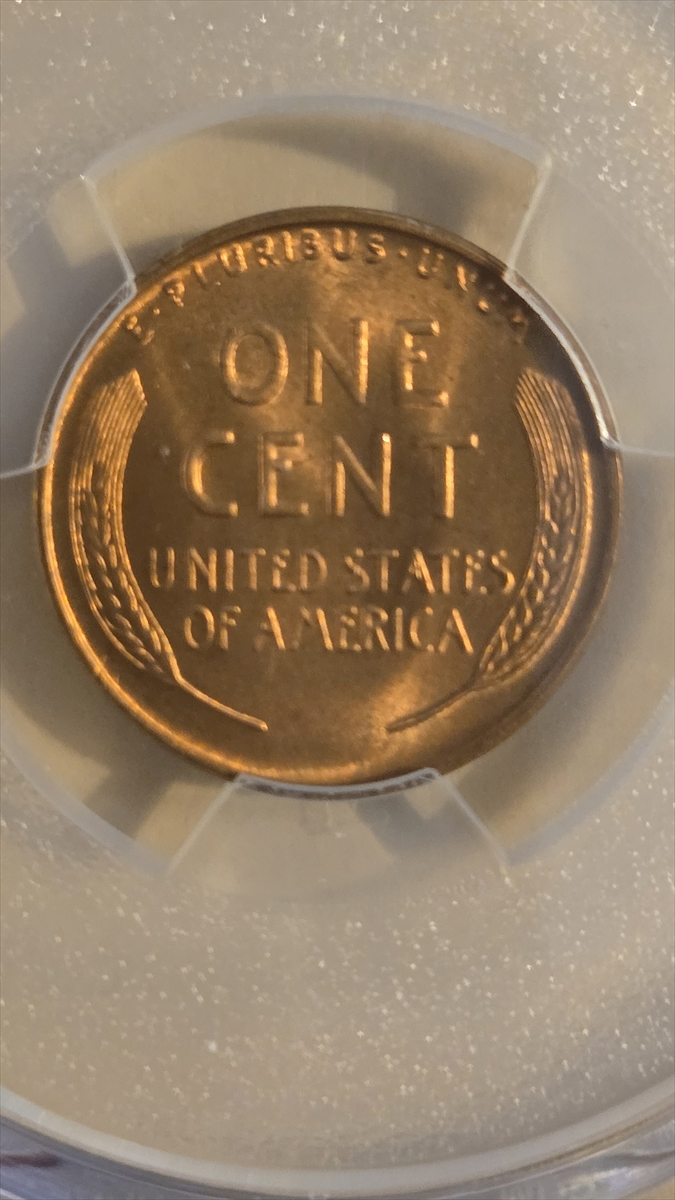 E · PLURIBUS · UNUM
ONE
CENT
UNITED STATES
OF AMERICA